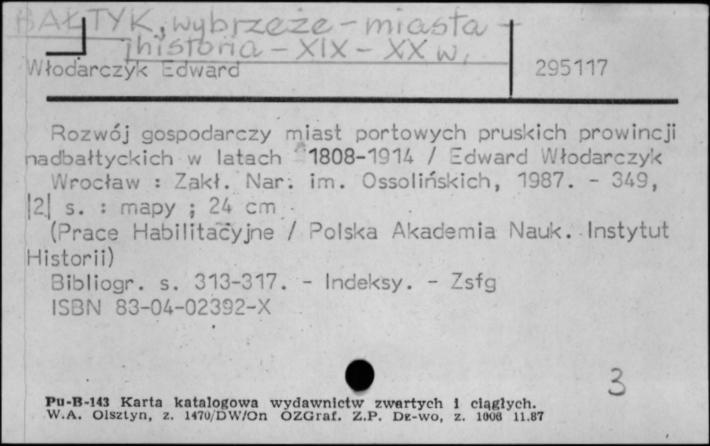 BAŁTYK, wybrzeże - miasta -
historia - XIX - XX w.
Włodarczyk Edward
295117
Rozwój gospodarczy miast portowych pruskich prowincji
nadbałtyckich w latach 1808-1914 / Edward Włodarczyk
Wrocław : Zakł. Nar. im. Ossolińskich, 1987. - 349,
|2| s. : mapy ; 24 cm
(Prace Habilitacyjne / Polska Akademia Nauk. Instytut
Historii)
Bibliogr. s. 313-317. - Indeksy. - Zsfg
ISBN 83-04-02392-X
3
Pu-B-143 Karta katalogowa wydawnictw zwartych i ciągłych.
W.A. Olsztyn, z. 1470/DW/On OZGraf. Z.P. Dz-wo, z. 1006 11.87